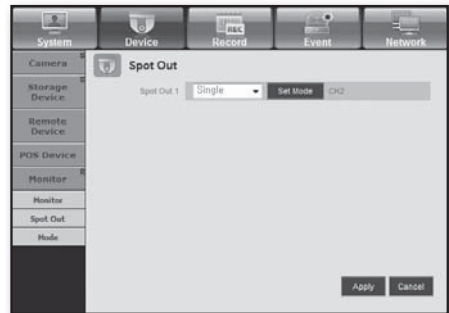 System Device Record Event Network
REC
Camera
Spot Out
Storage
Device
Spot Out 1 Single Set Mode CH2
Remote
Device
POS Device
Monitor
Monitor
Spot Out
Mode
Apply Cancel